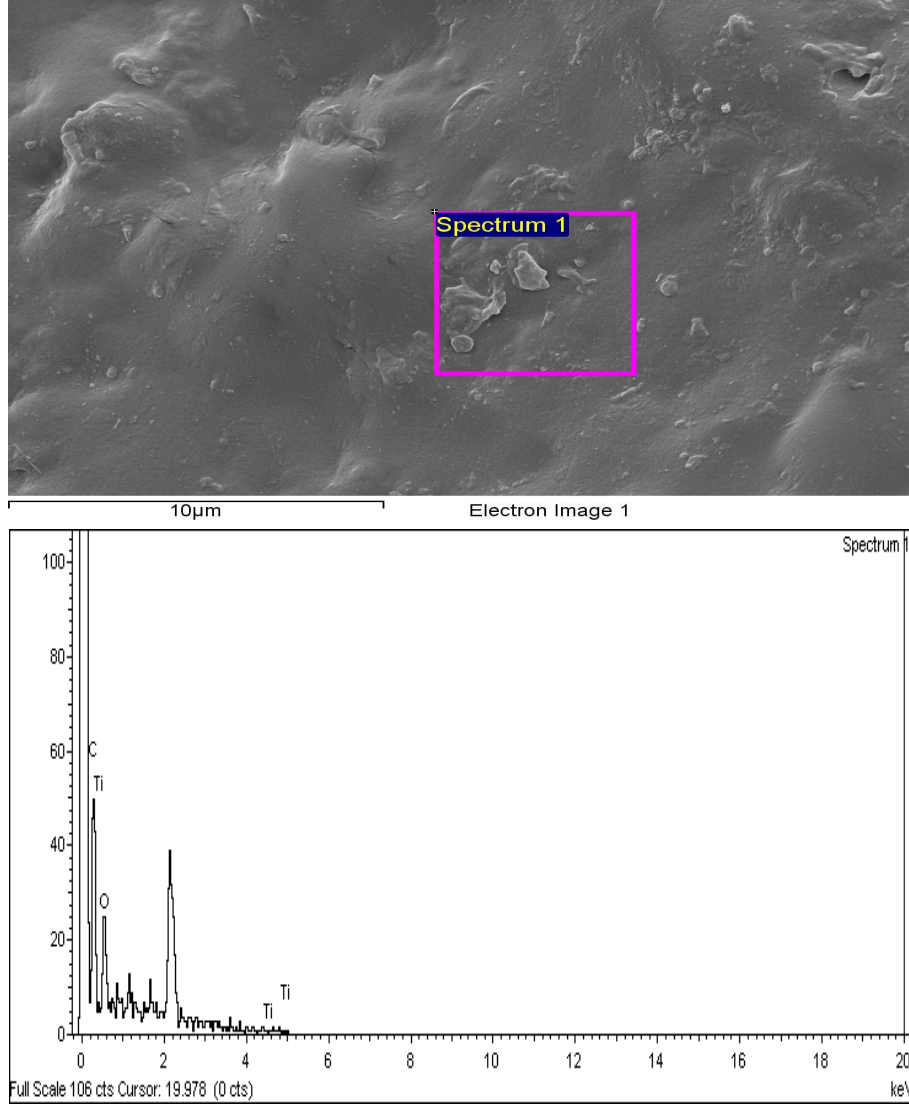 Spectrum 1
10µm
Electron Image 1
Spectrum 1
100
80
60
40
20
0
C
Ti
O
Ti
Ti
0 2 4 6 8 10 12 14 16 18 20
Full Scale 106 cts Cursor: 19.978 (0 cts)
keV